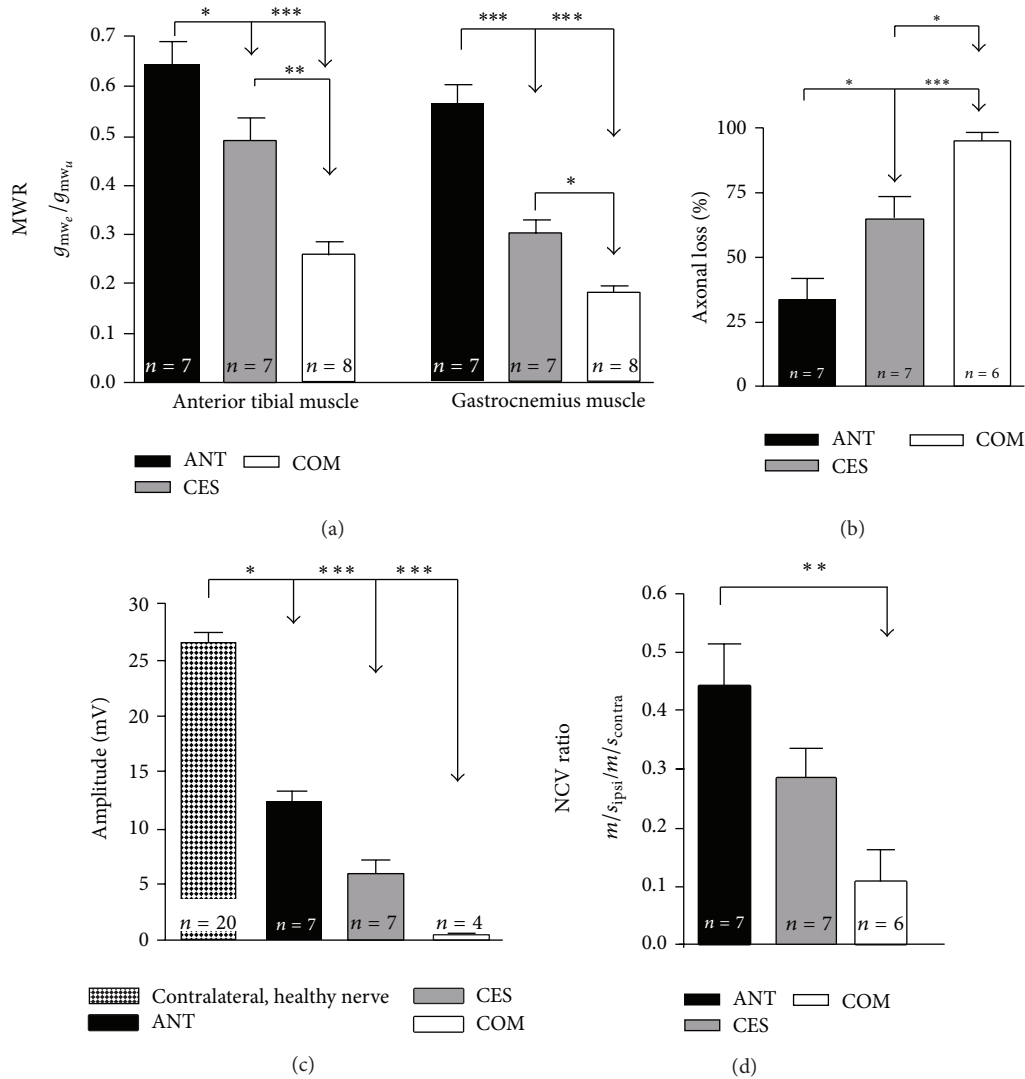 * *** *** ***
** *
MWR
g_mw_e/g_mw_u
0.7
0.6
0.5
0.4
0.3
0.2
0.1
0.0
n = 7 n = 7 n = 8 n = 7 n = 7 n = 8
Anterior tibial muscle Gastrocnemius muscle
ANT COM
CES
(a)
*
* ***
Axonal loss (%)
100
75
50
25
0
n = 7 n = 7 n = 6
ANT COM
CES
(b)
* *** ***
Amplitude (mV)
30
25
20
15
10
5
0
n = 20 n = 7 n = 7 n = 4
Contralateral, healthy nerve CES
ANT COM
(c)
**
NCV ratio
m/s_ipsi/m/s_contra
0.6
0.5
0.4
0.3
0.2
0.1
0.0
n = 7 n = 7 n = 6
ANT COM
CES
(d)